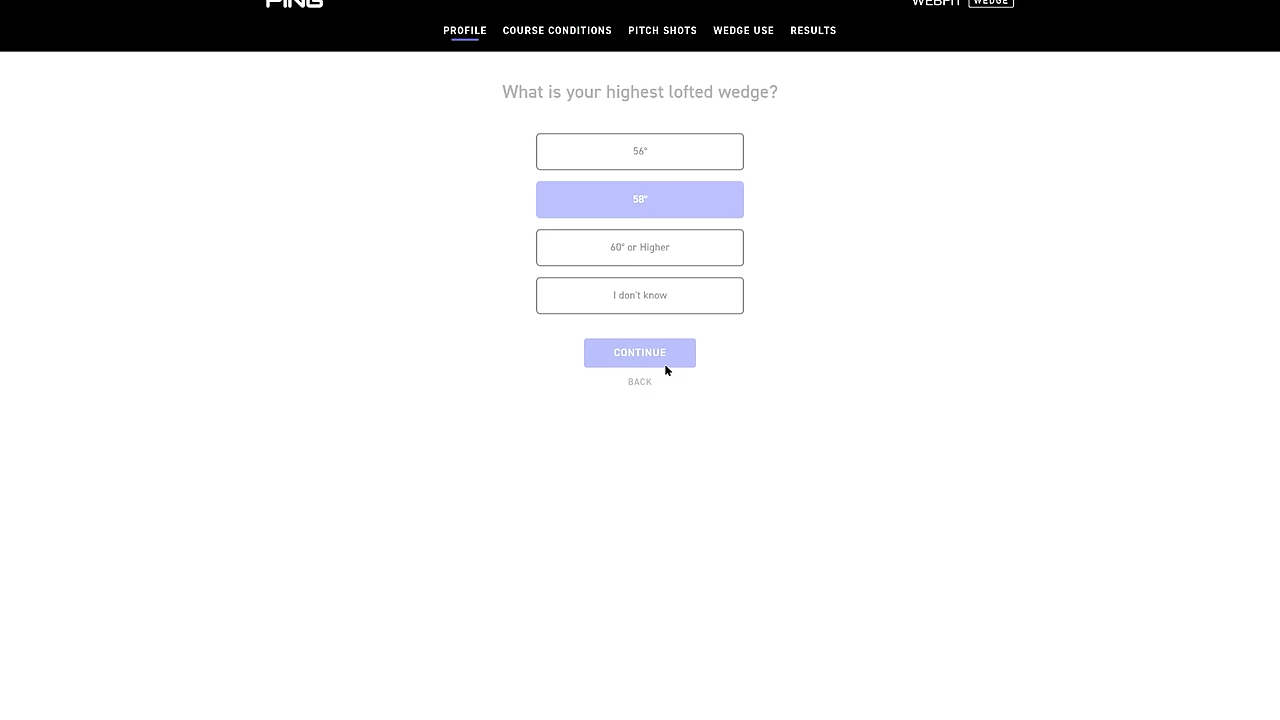 PING
WEBFIT WEDGE
PROFILE COURSE CONDITIONS PITCH SHOTS WEDGE USE RESULTS
What is your highest lofted wedge?
56°
58°
60° or Higher
I don't know
CONTINUE
BACK